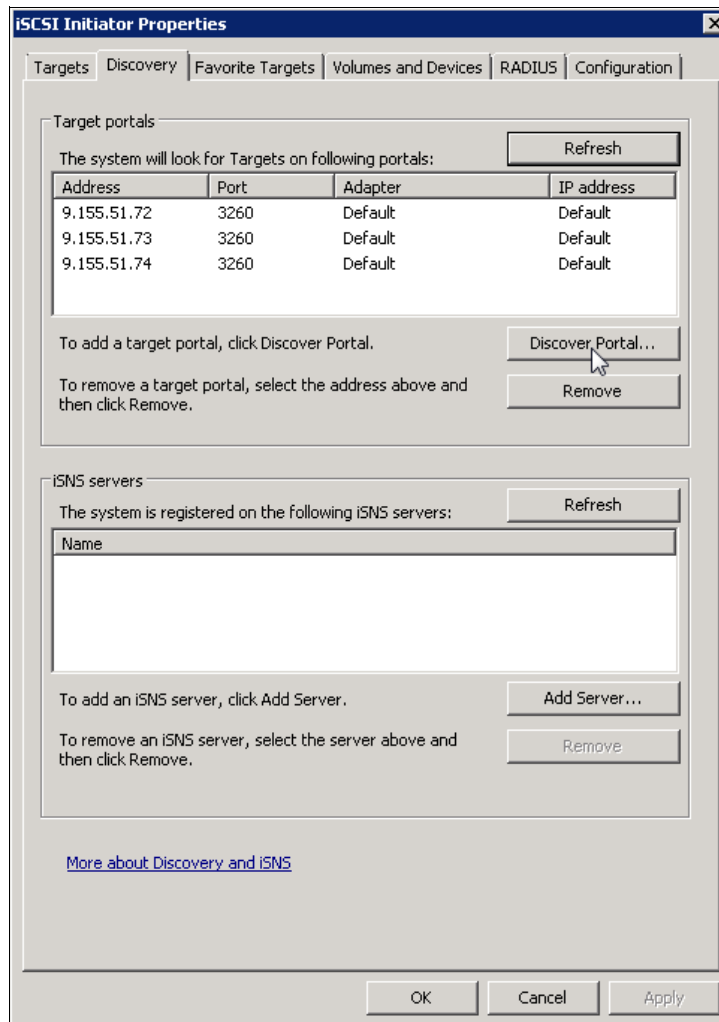 iSCSI Initiator Properties
Targets Discovery Favorite Targets Volumes and Devices RADIUS Configuration
Target portals
The system will look for Targets on following portals:
Refresh
Address Port Adapter IP address
9.155.51.72 3260 Default Default
9.155.51.73 3260 Default Default
9.155.51.74 3260 Default Default
To add a target portal, click Discover Portal.
Discover Portal...
To remove a target portal, select the address above and
then click Remove.
Remove
iSNS servers
The system is registered on the following iSNS servers:
Refresh
Name
To add an iSNS server, click Add Server.
Add Server...
To remove an iSNS server, select the server above and
then click Remove.
Remove
More about Discovery and iSNS
OK Cancel Apply